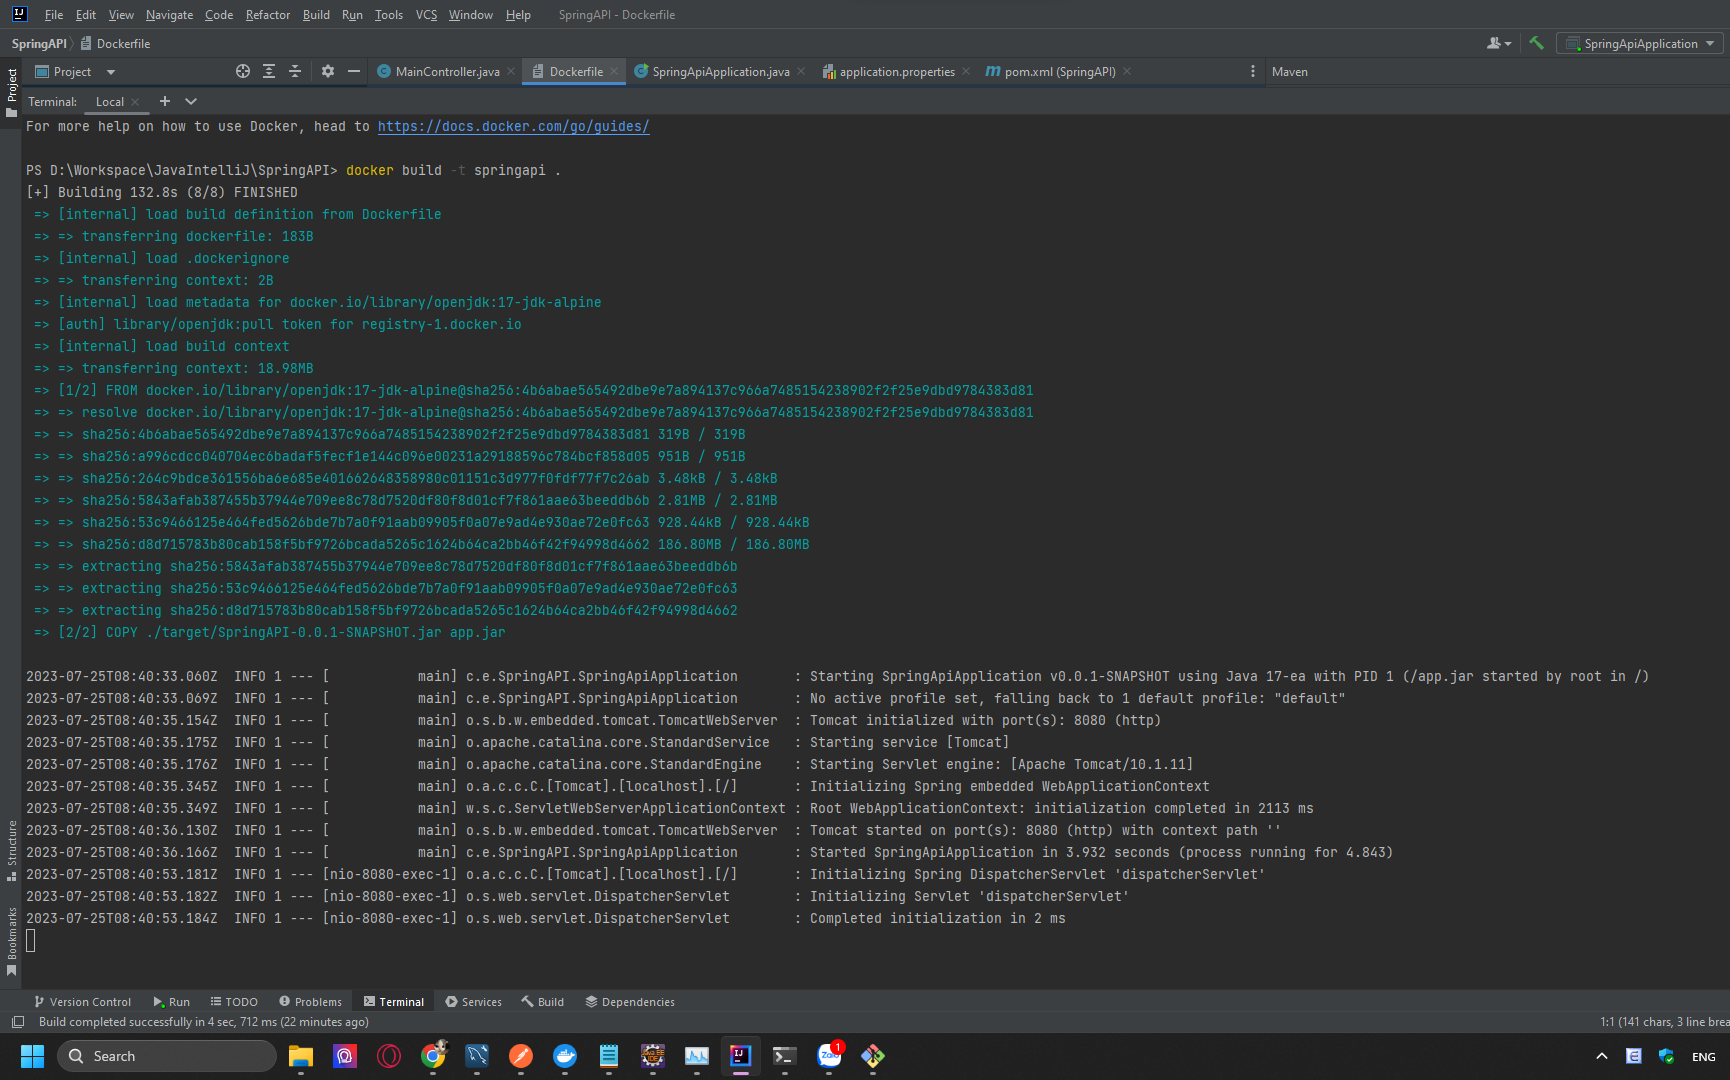 File Edit View Navigate Code Refactor Build Run Tools VCS Window Help SpringAPI - Dockerfile
SpringAPI Dockerfile SpringApiApplication
Project MainController.java Dockerfile SpringApiApplication.java application.properties pom.xml (SpringAPI) Maven
Project
Terminal: Local
For more help on how to use Docker, head to https://docs.docker.com/go/guides/
PS D:\Workspace\JavaIntelliJ\SpringAPI> docker build -t springapi .
[+] Building 132.8s (8/8) FINISHED
=> [internal] load build definition from Dockerfile
=> => transferring dockerfile: 183B
=> [internal] load .dockerignore
=> => transferring context: 2B
=> [internal] load metadata for docker.io/library/openjdk:17-jdk-alpine
=> [auth] library/openjdk:pull token for registry-1.docker.io
=> [internal] load build context
=> => transferring context: 18.98MB
=> [1/2] FROM docker.io/library/openjdk:17-jdk-alpine@sha256:4b6abae565492dbe9e7a894137c966a7485154238902f2f25e9dbd9784383d81
=> => resolve docker.io/library/openjdk:17-jdk-alpine@sha256:4b6abae565492dbe9e7a894137c966a7485154238902f2f25e9dbd9784383d81
=> => sha256:4b6abae565492dbe9e7a894137c966a7485154238902f2f25e9dbd9784383d81 319B / 319B
=> => sha256:a996cdcc040704ec6badaf5fecf1e144c096e00231a29188596c784bcf858d05 951B / 951B
=> => sha256:264c9bdce361556ba6e685e401662648358980c01151c3d977f0fdf77f7c26ab 3.48kB / 3.48kB
=> => sha256:5843afab387455b37944e709ee8c78d7520df80f8d01cf7f861aae63beeddb6b 2.81MB / 2.81MB
=> => sha256:53c9466125e464fed5626bde7b7a0f91aab09905f0a07e9ad4e930ae72e0fc63 928.44kB / 928.44kB
=> => sha256:d8d715783b80cab158f5bf9726bcada5265c1624b64ca2bb46f42f94998d4662 186.80MB / 186.80MB
=> => extracting sha256:5843afab387455b37944e709ee8c78d7520df80f8d01cf7f861aae63beeddb6b
=> => extracting sha256:53c9466125e464fed5626bde7b7a0f91aab09905f0a07e9ad4e930ae72e0fc63
=> => extracting sha256:d8d715783b80cab158f5bf9726bcada5265c1624b64ca2bb46f42f94998d4662
=> [2/2] COPY ./target/SpringAPI-0.0.1-SNAPSHOT.jar app.jar
2023-07-25T08:40:33.060Z INFO 1 --- [ main] c.e.SpringAPI.SpringApiApplication : Starting SpringApiApplication v0.0.1-SNAPSHOT using Java 17-ea with PID 1 (/app.jar started by root in /)
2023-07-25T08:40:33.069Z INFO 1 --- [ main] c.e.SpringAPI.SpringApiApplication : No active profile set, falling back to 1 default profile: "default"
2023-07-25T08:40:35.154Z INFO 1 --- [ main] o.s.b.w.embedded.tomcat.TomcatWebServer : Tomcat initialized with port(s): 8080 (http)
2023-07-25T08:40:35.175Z INFO 1 --- [ main] o.apache.catalina.core.StandardService : Starting service [Tomcat]
2023-07-25T08:40:35.176Z INFO 1 --- [ main] o.apache.catalina.core.StandardEngine : Starting Servlet engine: [Apache Tomcat/10.1.11]
2023-07-25T08:40:35.345Z INFO 1 --- [ main] o.a.c.c.C.[Tomcat].[localhost].[/] : Initializing Spring embedded WebApplicationContext
2023-07-25T08:40:35.349Z INFO 1 --- [ main] w.s.c.ServletWebServerApplicationContext : Root WebApplicationContext: initialization completed in 2113 ms
2023-07-25T08:40:36.130Z INFO 1 --- [ main] o.s.b.w.embedded.tomcat.TomcatWebServer : Tomcat started on port(s): 8080 (http) with context path ''
2023-07-25T08:40:36.166Z INFO 1 --- [ main] c.e.SpringAPI.SpringApiApplication : Started SpringApiApplication in 3.932 seconds (process running for 4.843)
2023-07-25T08:40:53.181Z INFO 1 --- [nio-8080-exec-1] o.a.c.c.C.[Tomcat].[localhost].[/] : Initializing Spring DispatcherServlet 'dispatcherServlet'
2023-07-25T08:40:53.182Z INFO 1 --- [nio-8080-exec-1] o.s.web.servlet.DispatcherServlet : Initializing Servlet 'dispatcherServlet'
2023-07-25T08:40:53.184Z INFO 1 --- [nio-8080-exec-1] o.s.web.servlet.DispatcherServlet : Completed initialization in 2 ms
Structure
Bookmarks
Version Control Run TODO Problems Terminal Services Build Dependencies
Build completed successfully in 4 sec, 712 ms (22 minutes ago) 1:1 (141 chars, 3 line brea
Search Zalo 1 ENG